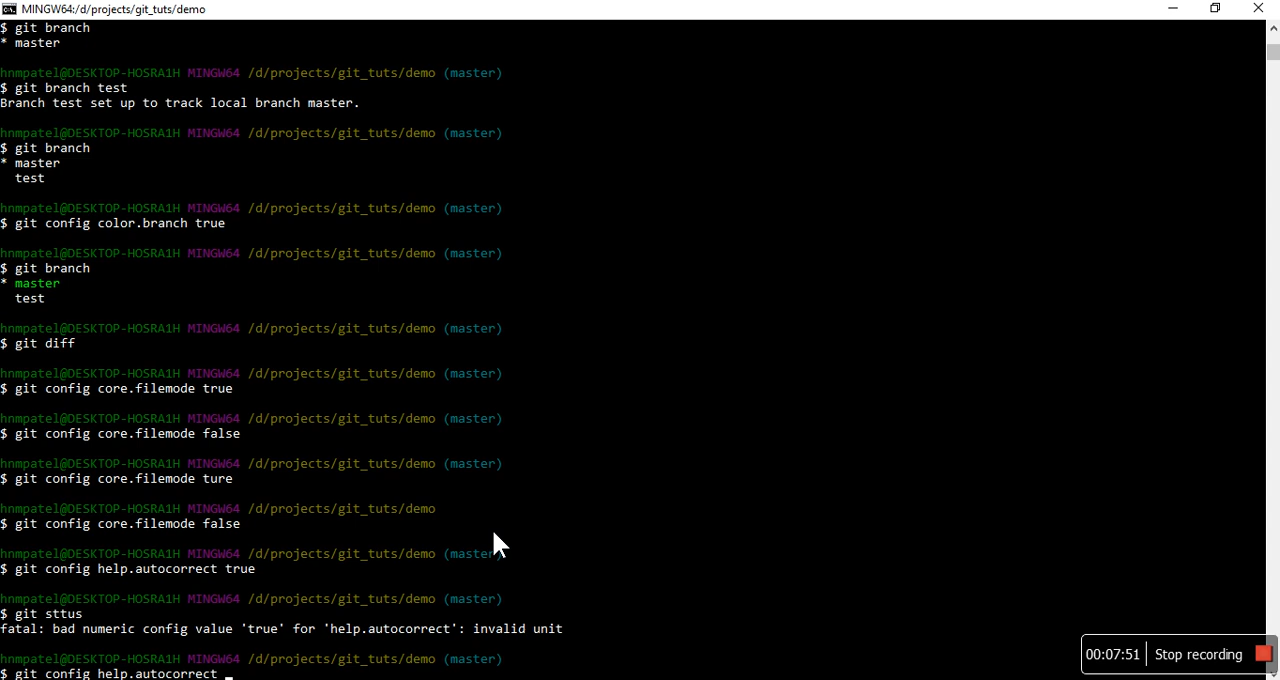 MINGW64:/d/projects/git_tuts/demo
$ git branch
* master
hnmpatel@DESKTOP-HOSRA1H MINGW64 /d/projects/git_tuts/demo (master)
$ git branch test
Branch test set up to track local branch master.
hnmpatel@DESKTOP-HOSRA1H MINGW64 /d/projects/git_tuts/demo (master)
$ git branch
* master
  test
hnmpatel@DESKTOP-HOSRA1H MINGW64 /d/projects/git_tuts/demo (master)
$ git config color.branch true
hnmpatel@DESKTOP-HOSRA1H MINGW64 /d/projects/git_tuts/demo (master)
$ git branch
* master
  test
hnmpatel@DESKTOP-HOSRA1H MINGW64 /d/projects/git_tuts/demo (master)
$ git diff
hnmpatel@DESKTOP-HOSRA1H MINGW64 /d/projects/git_tuts/demo (master)
$ git config core.filemode true
hnmpatel@DESKTOP-HOSRA1H MINGW64 /d/projects/git_tuts/demo (master)
$ git config core.filemode false
hnmpatel@DESKTOP-HOSRA1H MINGW64 /d/projects/git_tuts/demo (master)
$ git config core.filemode ture
hnmpatel@DESKTOP-HOSRA1H MINGW64 /d/projects/git_tuts/demo
$ git config core.filemode false
hnmpatel@DESKTOP-HOSRA1H MINGW64 /d/projects/git_tuts/demo (master)
$ git config help.autocorrect true
hnmpatel@DESKTOP-HOSRA1H MINGW64 /d/projects/git_tuts/demo (master)
$ git sttus
fatal: bad numeric config value 'true' for 'help.autocorrect': invalid unit
hnmpatel@DESKTOP-HOSRA1H MINGW64 /d/projects/git_tuts/demo (master)
$ git config help.autocorrect _
00:07:51 Stop recording